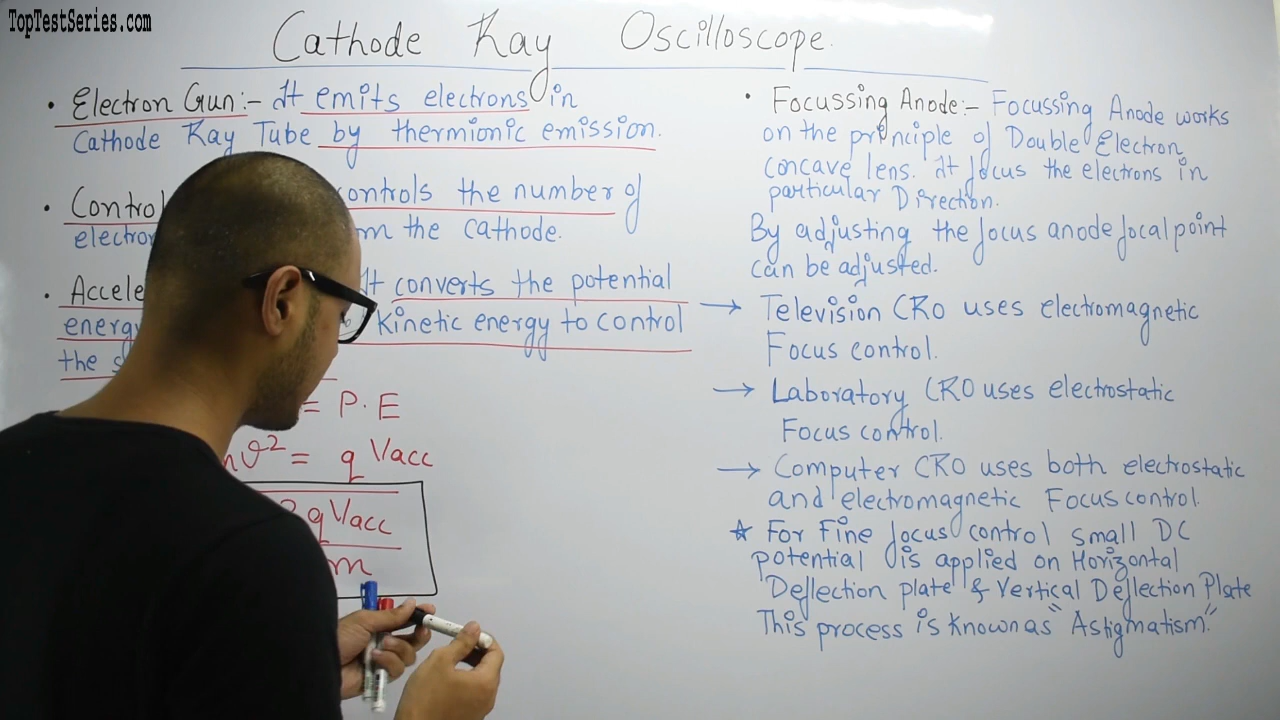 TopTestSeries.com
Cathode Ray Oscilloscope.
• Electron Gun:- It emits electrons in
Cathode Ray Tube by thermionic emission.
• Control controls the number of
electron the cathode.
• Accele It converts the potential
energy Kinetic energy to control
the s
= P.E
mv² = q Vacc
2 q Vacc
m
• Focussing Anode:- Focussing Anode works
on the principle of Double Electron
concave lens. It focus the electrons in
particular Direction.
By adjusting the focus anode focal point
can be adjusted.
→ Television CRO uses electromagnetic
Focus control.
→ Laboratory CRO uses electrostatic
Focus control.
→ Computer CRO uses both electrostatic
and electromagnetic Focus control.
* For Fine focus control small DC
potential is applied on Horizontal
Deflection plate & Vertical Deflection Plate
This process is known as "Astigmatism".